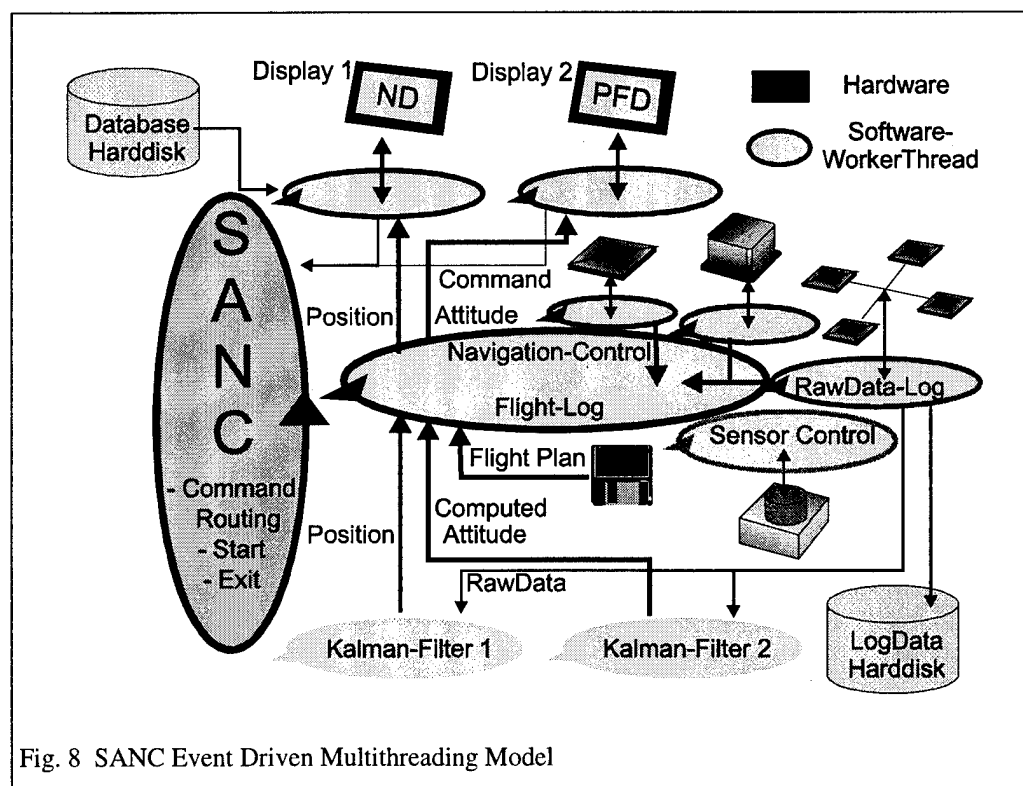 Display 1
ND
Display 2
PFD
Hardware
Software-
WorkerThread
Database
Harddisk
S
A
N
C
- Command
Routing
- Start
- Exit
Position
Command
Attitude
Navigation-Control
Flight-Log
RawData-Log
Sensor Control
Flight Plan
Position
Computed
Attitude
RawData
Kalman-Filter 1
Kalman-Filter 2
LogData
Harddisk
Fig. 8 SANC Event Driven Multithreading Model